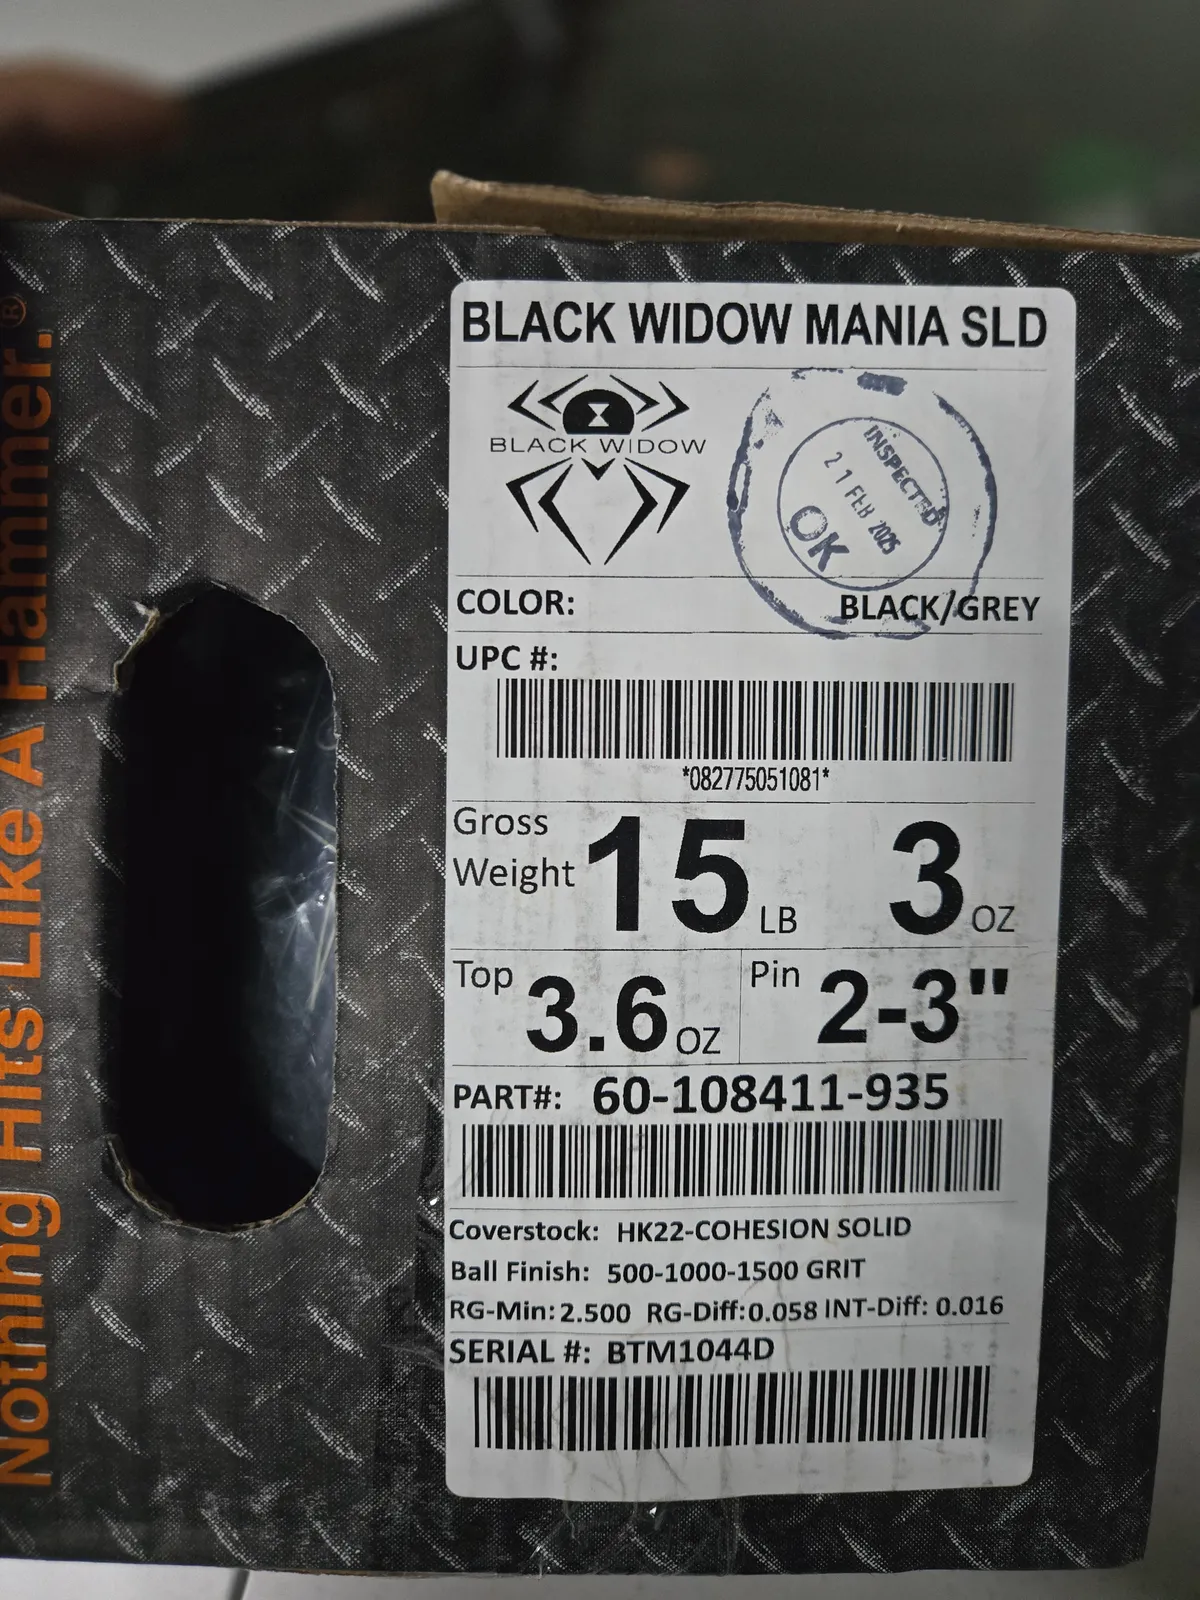 Nothing Hits Like A Hammer.®
BLACK WIDOW MANIA SLD
BLACK WIDOW
INSPECTED
21 FEB 2025
OK
COLOR: BLACK/GREY
UPC #:
*082775051081*
Gross Weight 15 LB 3 OZ
Top 3.6 OZ Pin 2-3"
PART#: 60-108411-935
Coverstock: HK22-COHESION SOLID
Ball Finish: 500-1000-1500 GRIT
RG-Min: 2.500 RG-Diff: 0.058 INT-Diff: 0.016
SERIAL #: BTM1044D